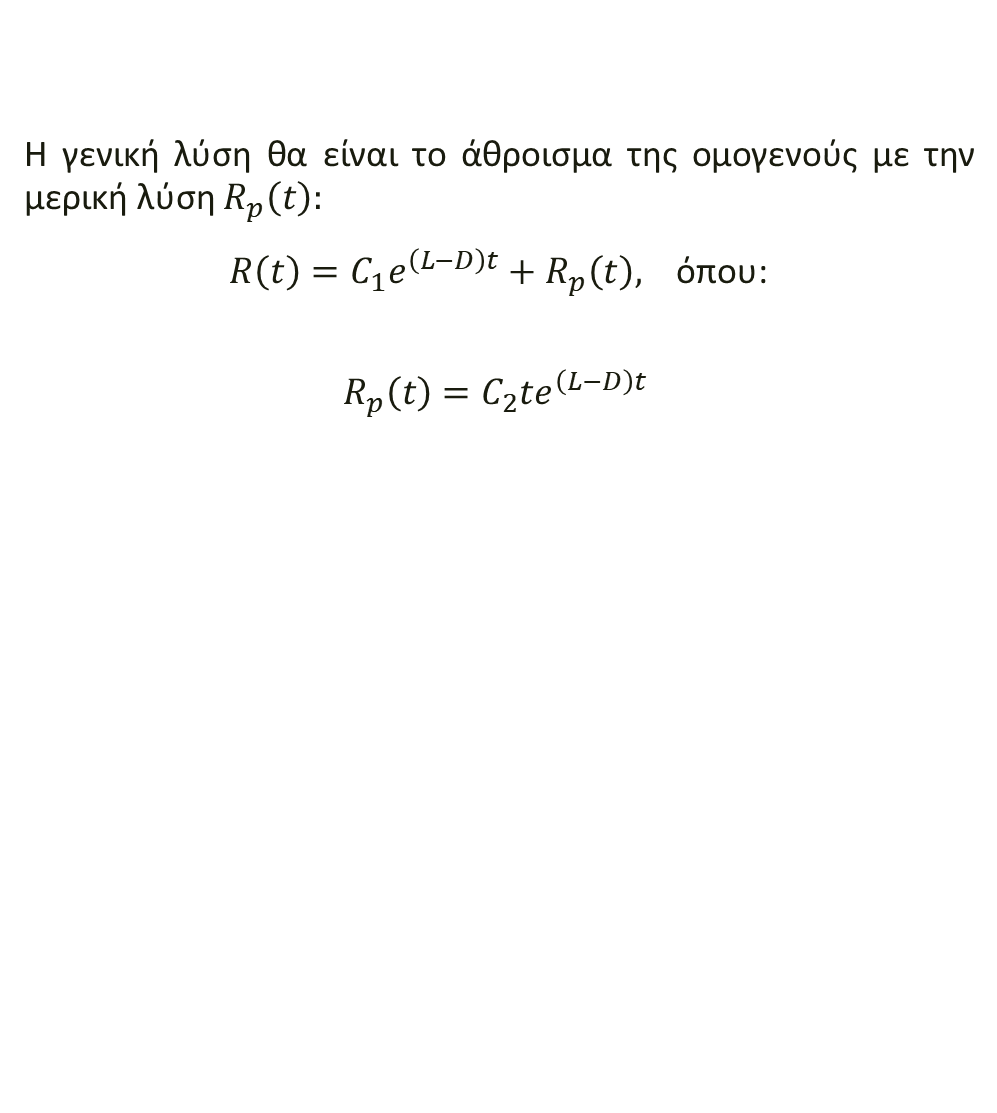 Η γενική λύση θα είναι το άθροισμα της ομογενούς με την
μερική λύση R_p(t):
R(t) = C_1e^{(L−D)t} + R_p(t), όπου:
R_p(t) = C_2te^{(L−D)t}